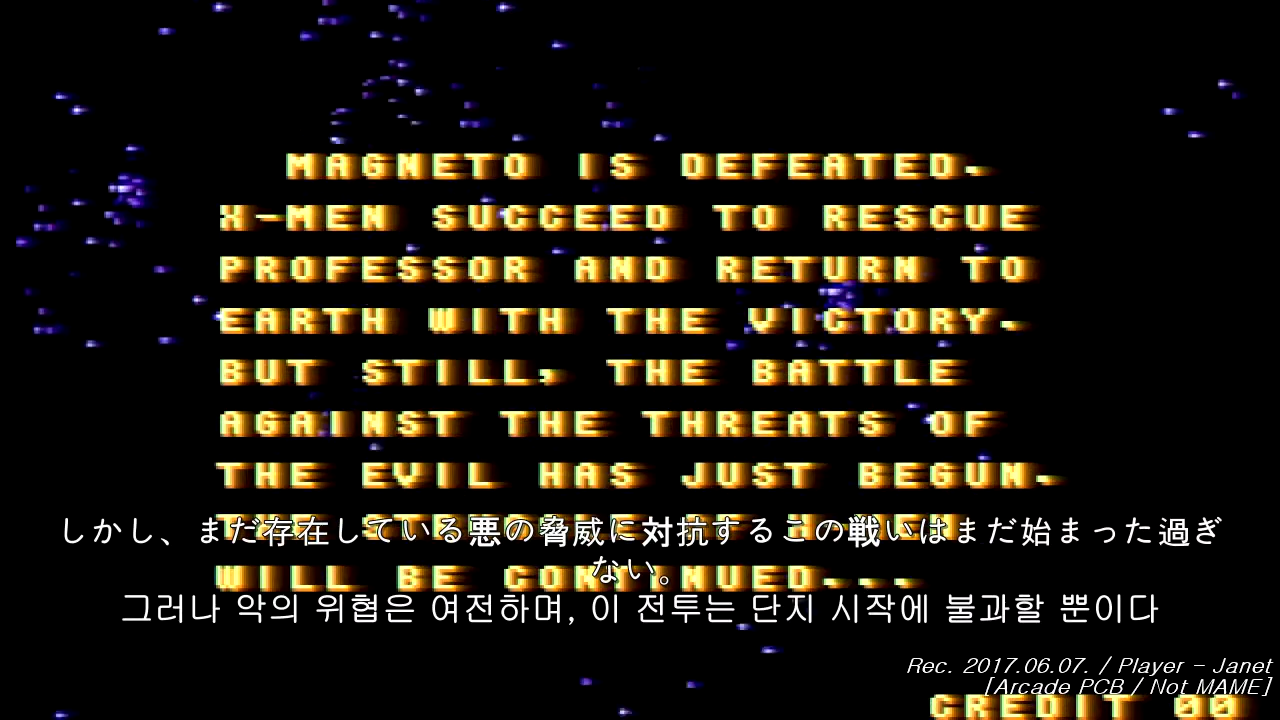 MAGNETO IS DEFEATED.
X-MEN SUCCEED TO RESCUE
PROFESSOR AND RETURN TO
EARTH WITH THE VICTORY.
BUT STILL, THE BATTLE
AGAINST THE THREATS OF
THE EVIL HAS JUST BEGUN.
しかし、まだ存在している悪の脅威に対抗するこの戦いはまだ始まった過ぎ
WILL BE CONTINUED...
ない。
그러나 악의 위협은 여전하며, 이 전투는 단지 시작에 불과할 뿐이다
Rec. 2017.06.07. / Player - Janet
[Arcade PCB / Not MAME]
CREDIT 00